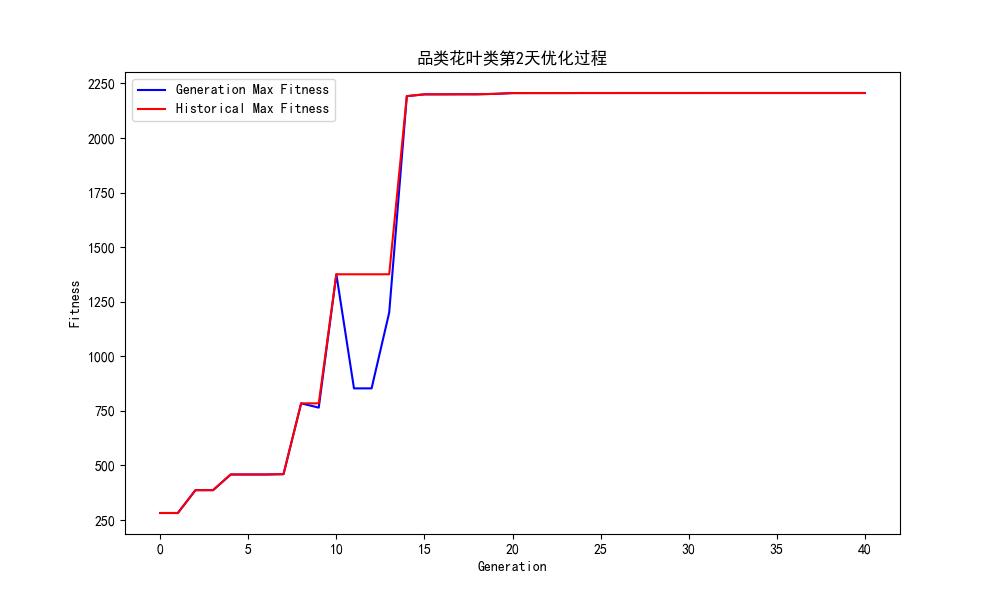 品类花叶类第2天优化过程
Generation Max Fitness
Historical Max Fitness
2250
2000
1750
1500
1250
1000
750
500
250
Fitness
0 5 10 15 20 25 30 35 40
Generation